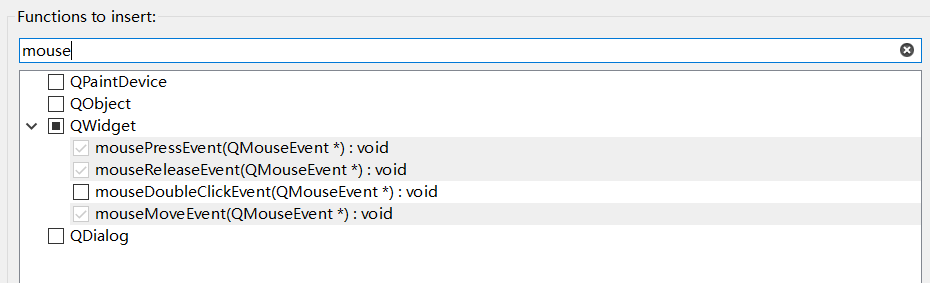 Functions to insert:
mouse
QPaintDevice
QObject
QWidget
mousePressEvent(QMouseEvent *) : void
mouseReleaseEvent(QMouseEvent *) : void
mouseDoubleClickEvent(QMouseEvent *) : void
mouseMoveEvent(QMouseEvent *) : void
QDialog